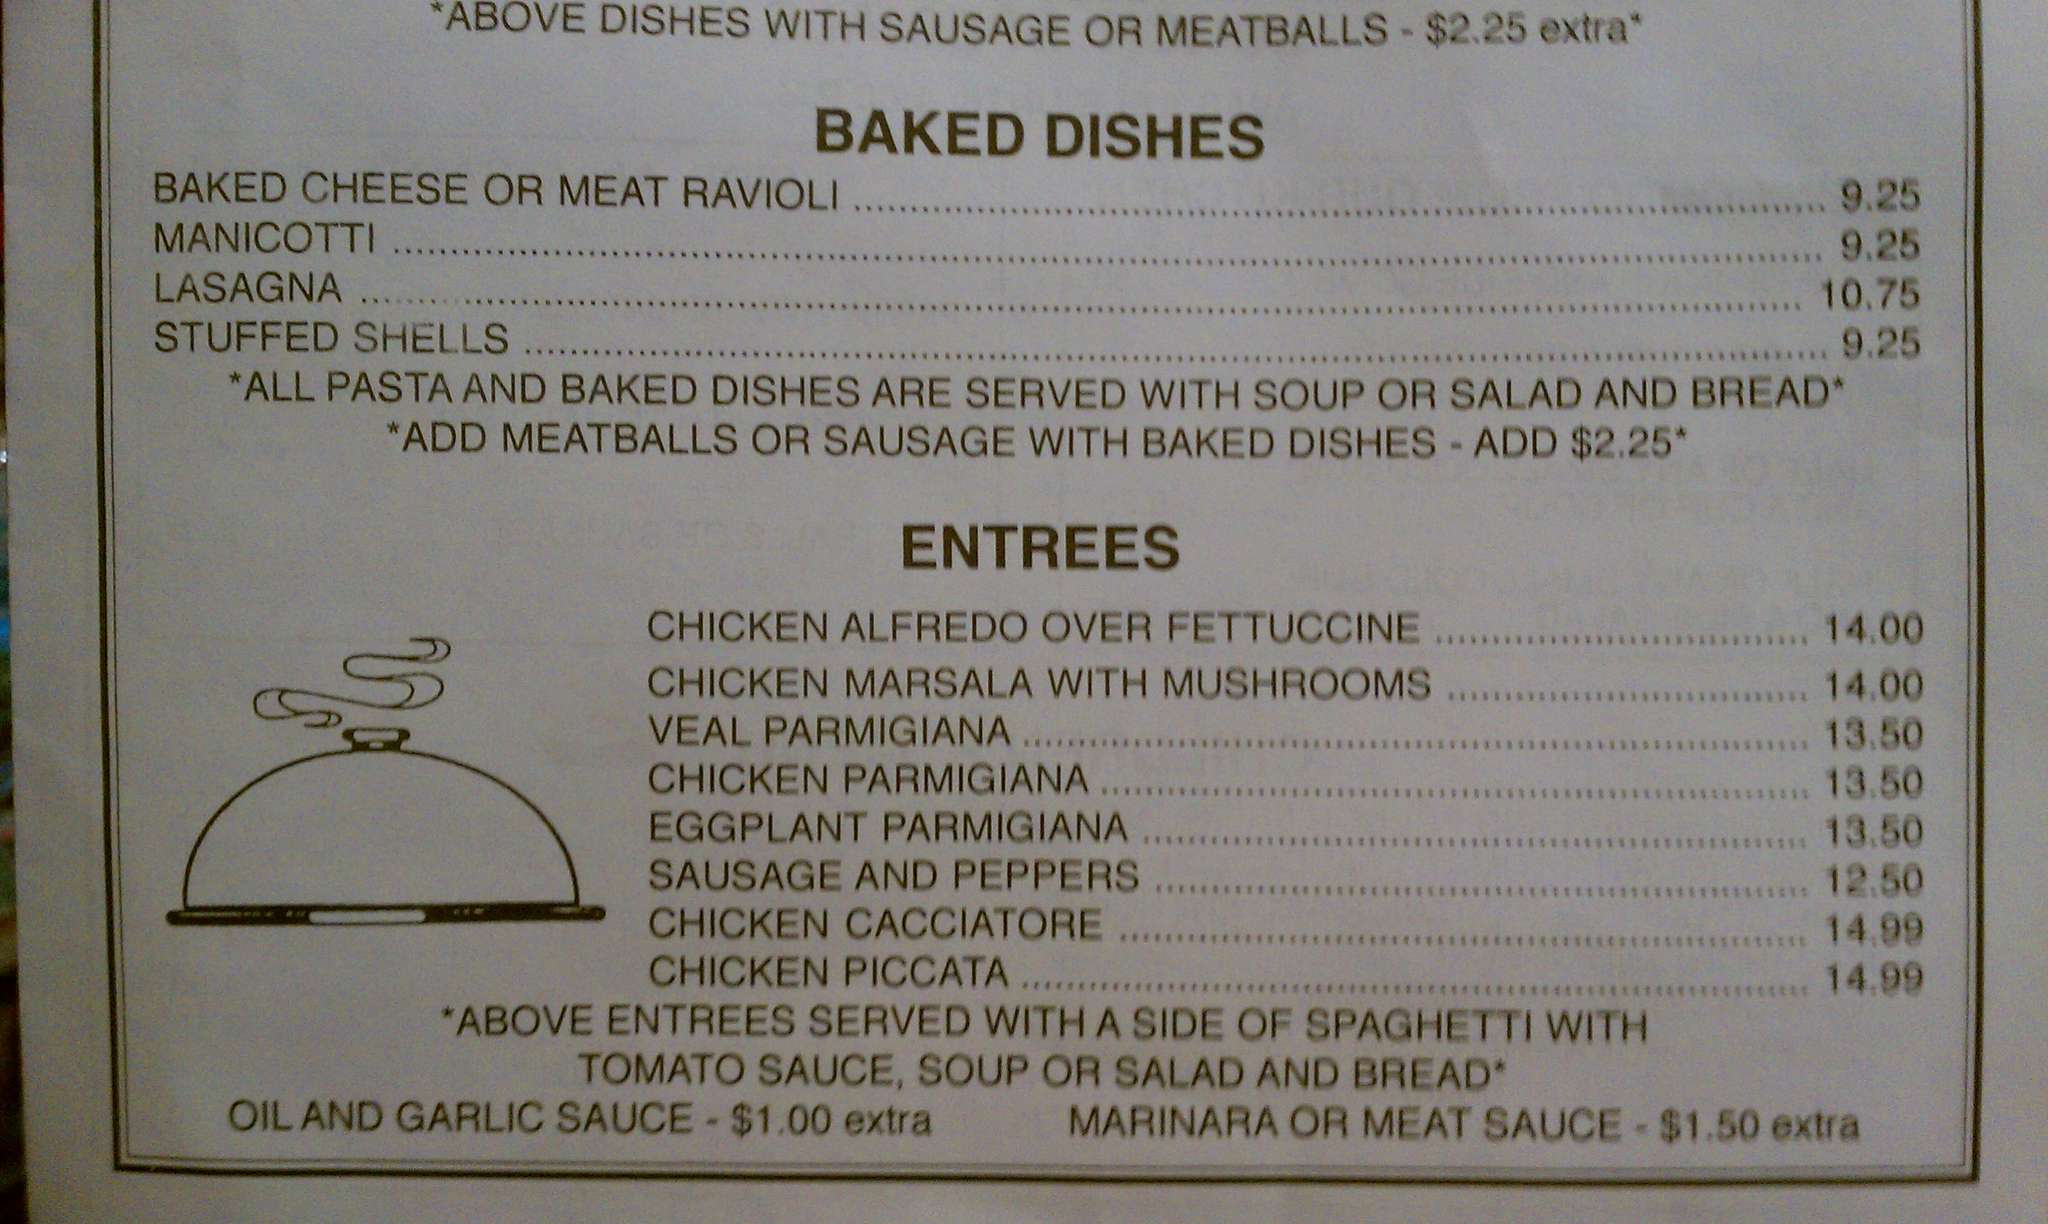 *ABOVE DISHES WITH SAUSAGE OR MEATBALLS - $2.25 extra*
BAKED DISHES
BAKED CHEESE OR MEAT RAVIOLI 9.25
MANICOTTI 9.25
LASAGNA 10.75
STUFFED SHELLS 9.25
*ALL PASTA AND BAKED DISHES ARE SERVED WITH SOUP OR SALAD AND BREAD*
*ADD MEATBALLS OR SAUSAGE WITH BAKED DISHES - ADD $2.25*
ENTREES
CHICKEN ALFREDO OVER FETTUCCINE 14.00
CHICKEN MARSALA WITH MUSHROOMS 14.00
VEAL PARMIGIANA 13.50
CHICKEN PARMIGIANA 13.50
EGGPLANT PARMIGIANA 13.50
SAUSAGE AND PEPPERS 12.50
CHICKEN CACCIATORE 14.99
CHICKEN PICCATA 14.99
*ABOVE ENTREES SERVED WITH A SIDE OF SPAGHETTI WITH
TOMATO SAUCE, SOUP OR SALAD AND BREAD*
OIL AND GARLIC SAUCE - $1.00 extra MARINARA OR MEAT SAUCE - $1.50 extra